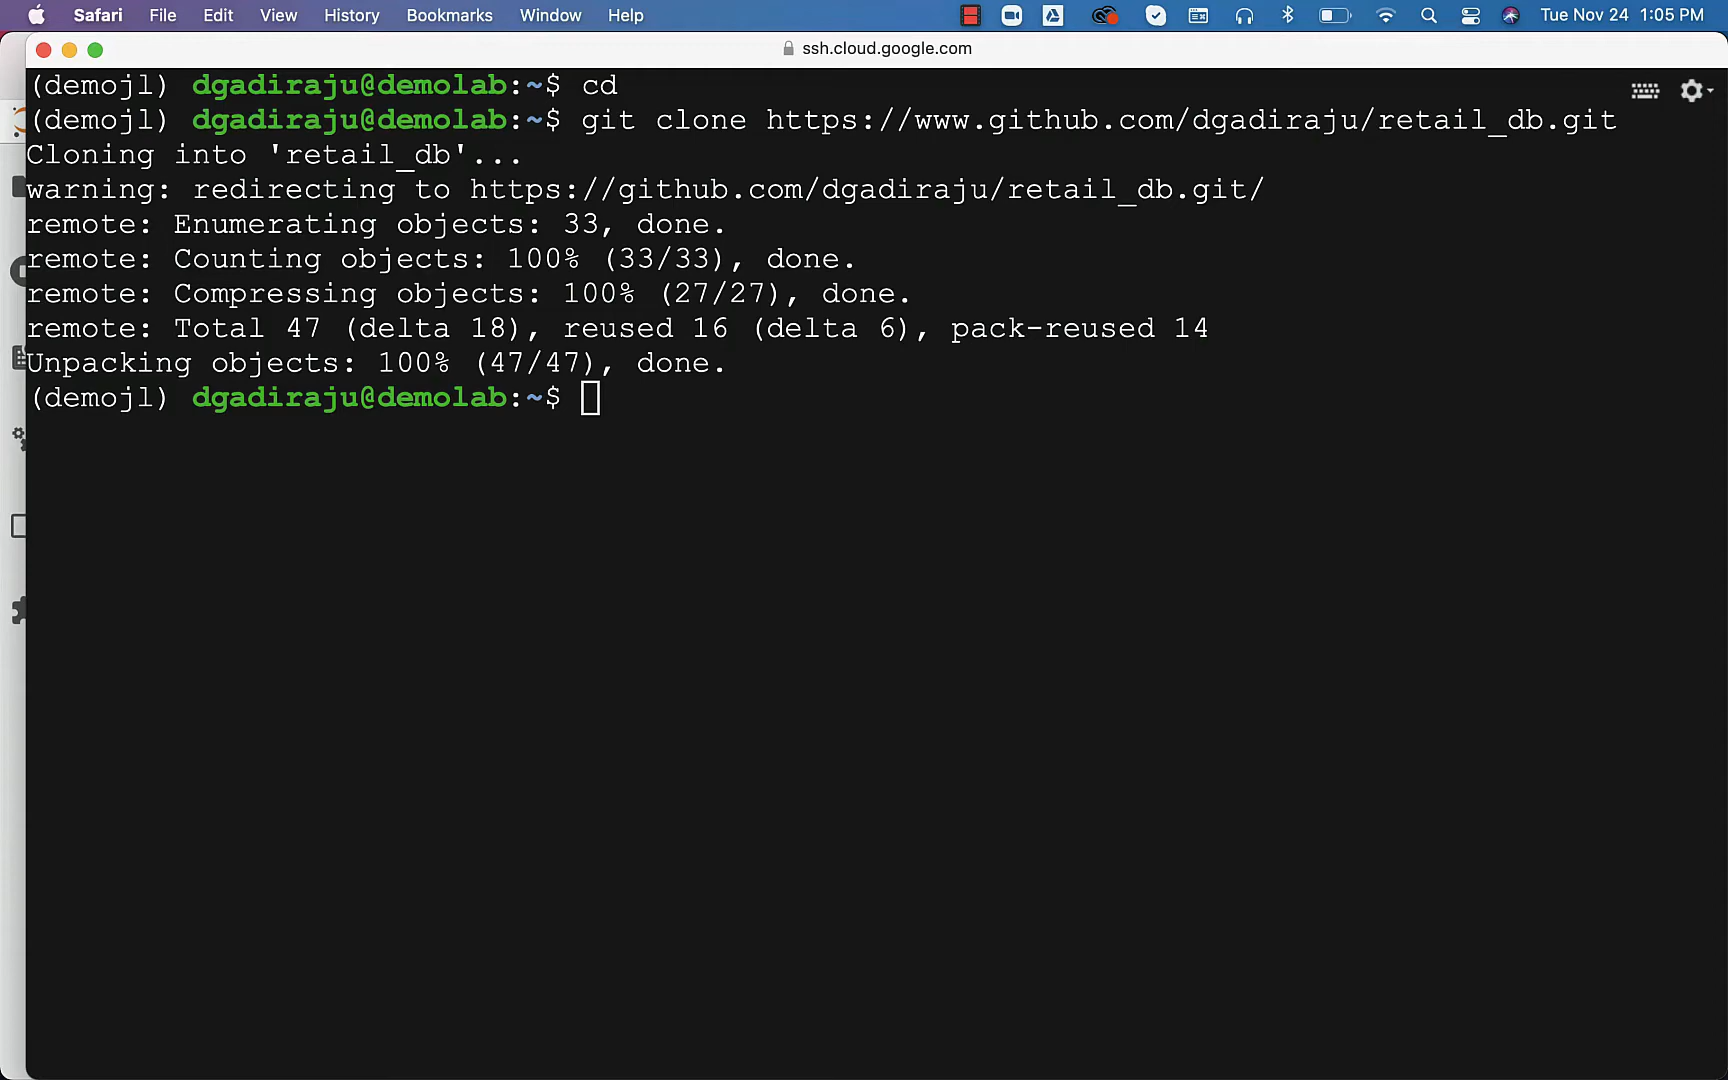 Safari File Edit View History Bookmarks Window Help Tue Nov 24 1:05 PM
ssh.cloud.google.com
(demojl) dgadiraju@demolab:~$ cd
(demojl) dgadiraju@demolab:~$ git clone https://www.github.com/dgadiraju/retail_db.git
Cloning into 'retail_db'...
warning: redirecting to https://github.com/dgadiraju/retail_db.git/
remote: Enumerating objects: 33, done.
remote: Counting objects: 100% (33/33), done.
remote: Compressing objects: 100% (27/27), done.
remote: Total 47 (delta 18), reused 16 (delta 6), pack-reused 14
Unpacking objects: 100% (47/47), done.
(demojl) dgadiraju@demolab:~$